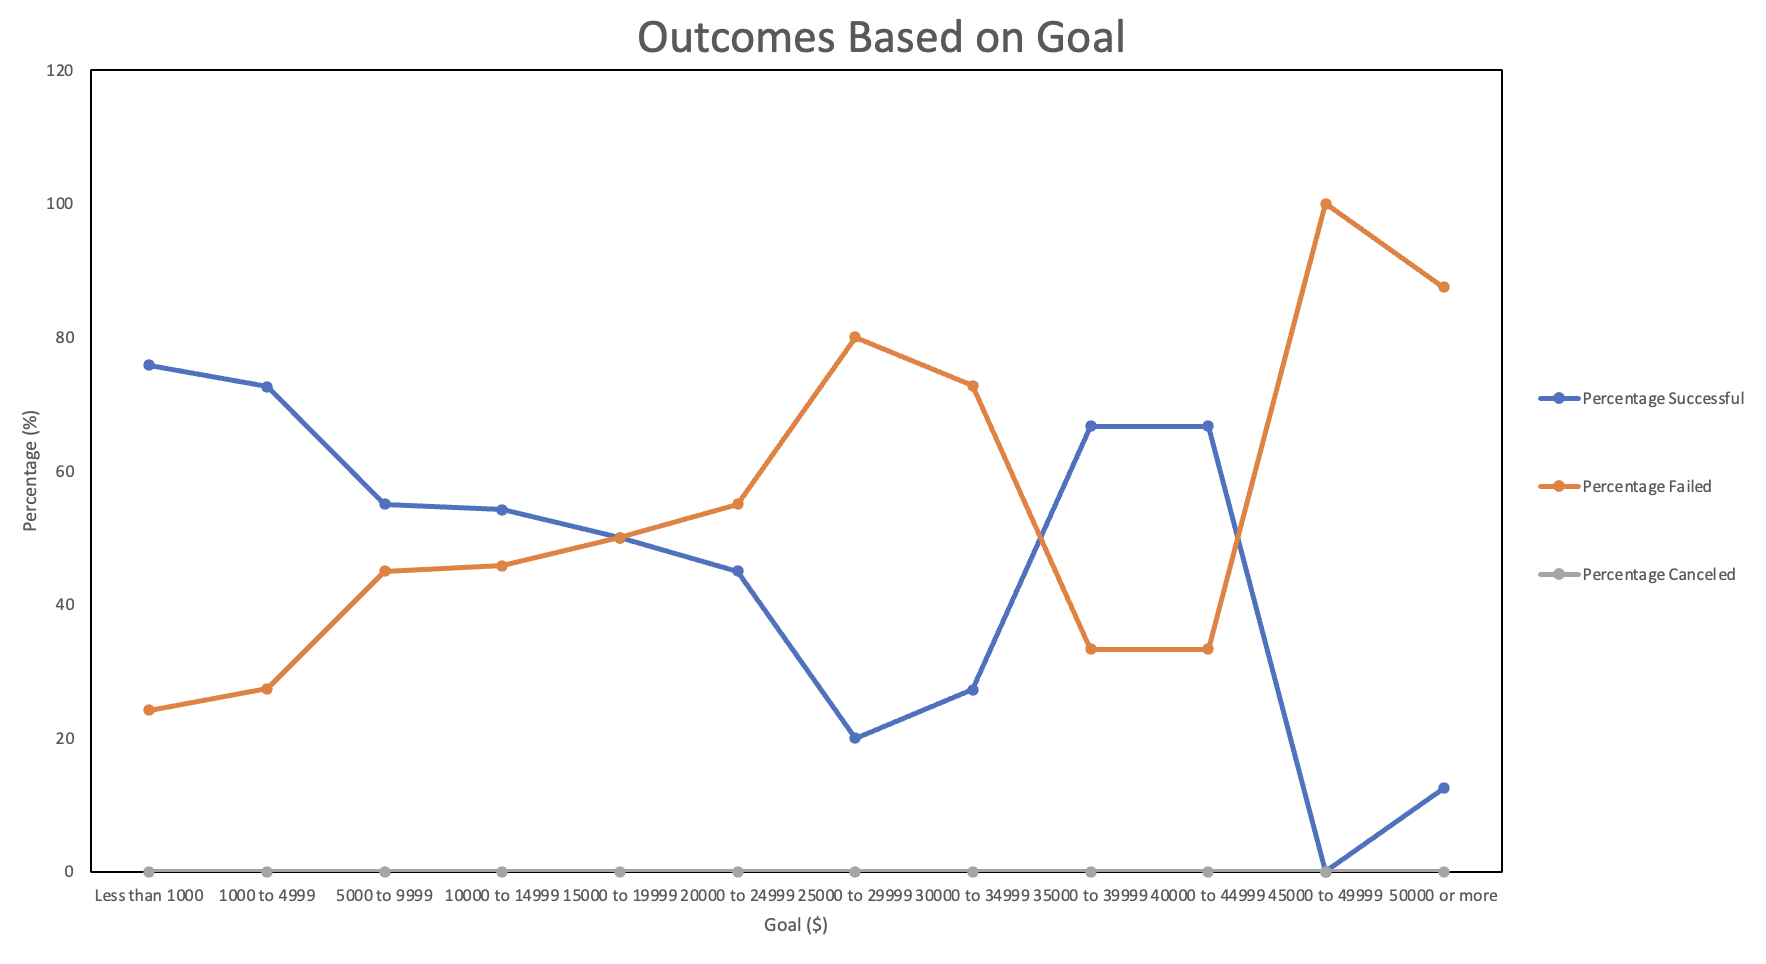 Outcomes Based on Goal
120
100
80
60
40
20
0
Percentage (%)
Less than 1000 1000 to 4999 5000 to 9999 10000 to 14999 15000 to 19999 20000 to 24999 25000 to 29999 30000 to 34999 35000 to 39999 40000 to 44999 45000 to 49999 50000 or more
Goal ($)
Percentage Successful
Percentage Failed
Percentage Canceled